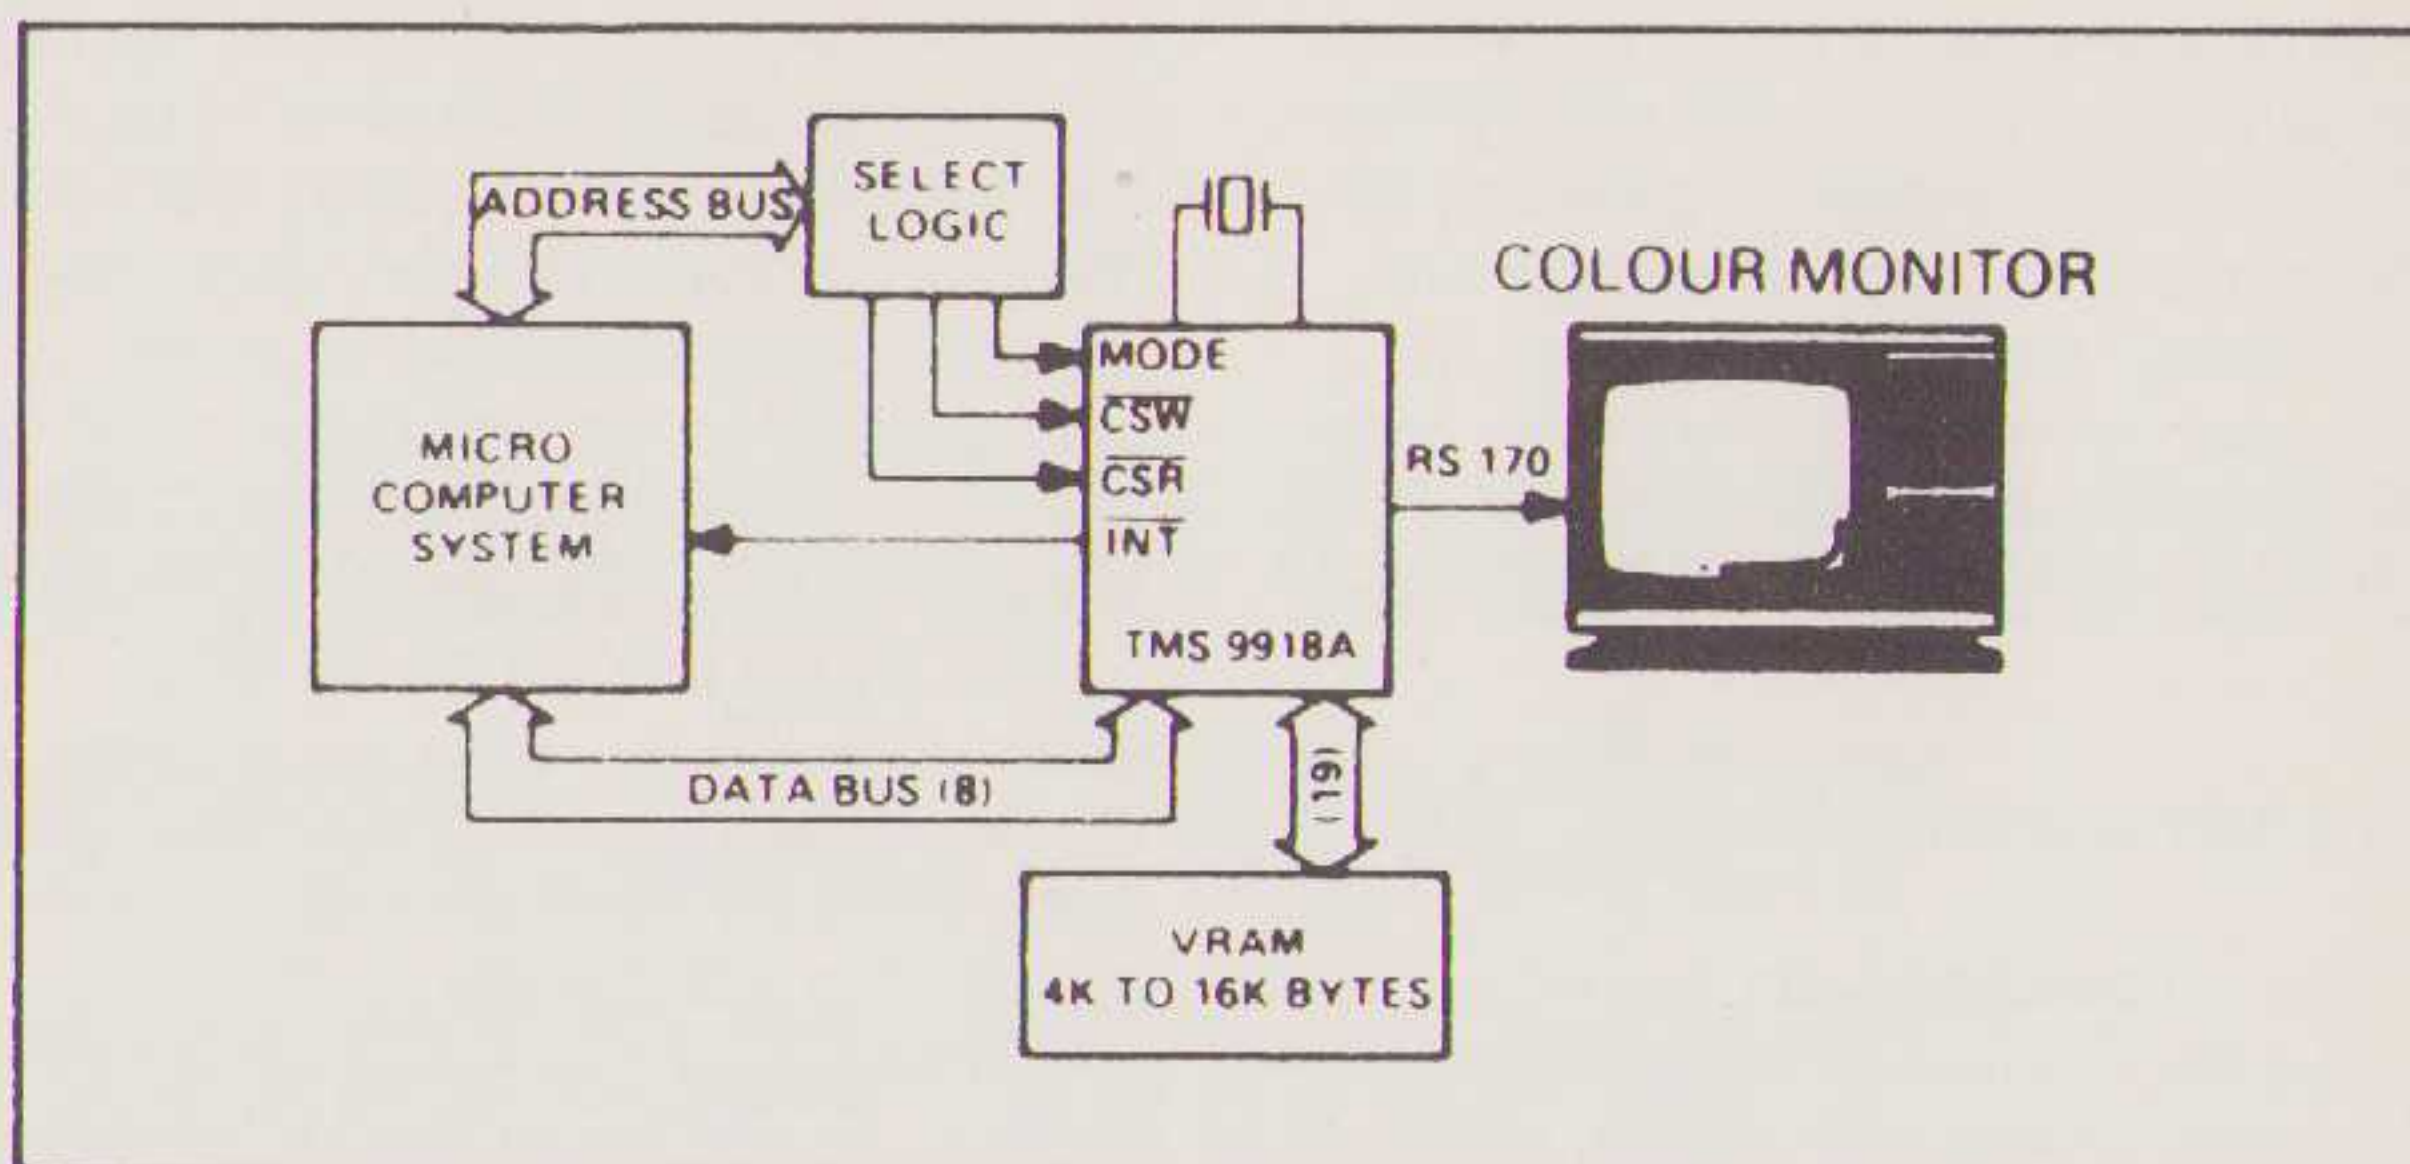 ADDRESS BUS
SELECT
LOGIC
COLOUR MONITOR
MICRO
COMPUTER
SYSTEM
MODE
CSW
CSR
INT
TMS 9918A
RS 170
DATA BUS (8)
(19)
VRAM
4K TO 16K BYTES